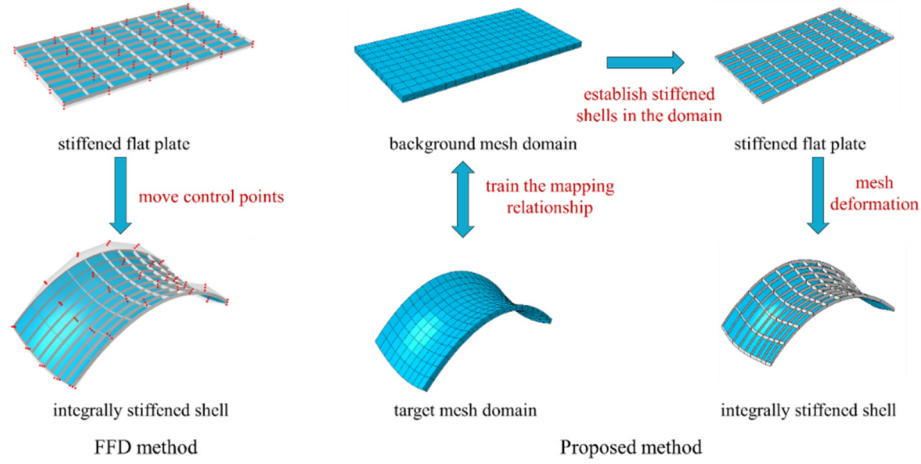 stiffened flat plate
move control points
integrally stiffened shell
FFD method
background mesh domain
establish stiffened
shells in the domain
stiffened flat plate
train the mapping
relationship
mesh
deformation
target mesh domain
integrally stiffened shell
Proposed method